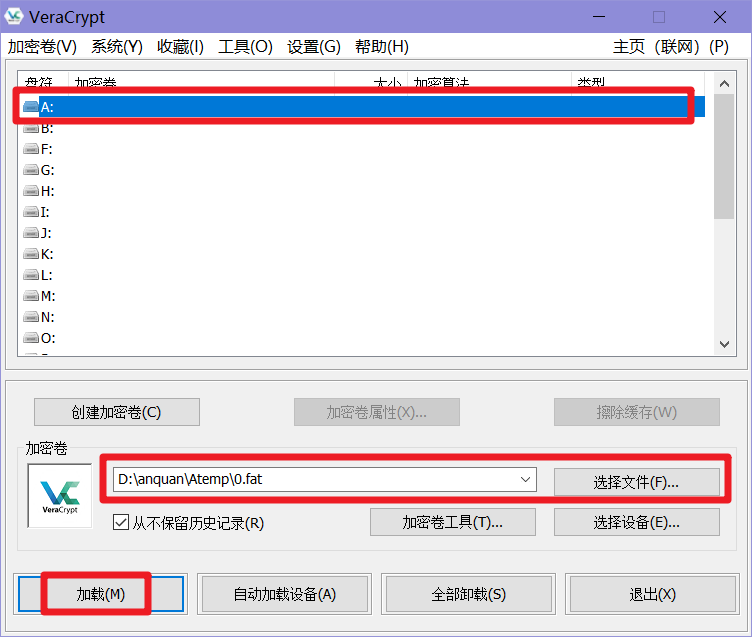 VeraCrypt
加密卷(V) 系统(Y) 收藏(I) 工具(O) 设置(G) 帮助(H) 主页（联网）(P)
盘符 加密卷 大小 加密算法 类型
A:
B:
F:
G:
H:
I:
J:
K:
L:
M:
N:
O:
创建加密卷(C) 加密卷属性(X)... 擦除缓存(W)
加密卷
D:\anquan\Atemp\0.fat 选择文件(F)...
VeraCrypt
从不保留历史记录(R) 加密卷工具(T)... 选择设备(E)...
加载(M) 自动加载设备(A) 全部卸载(S) 退出(X)